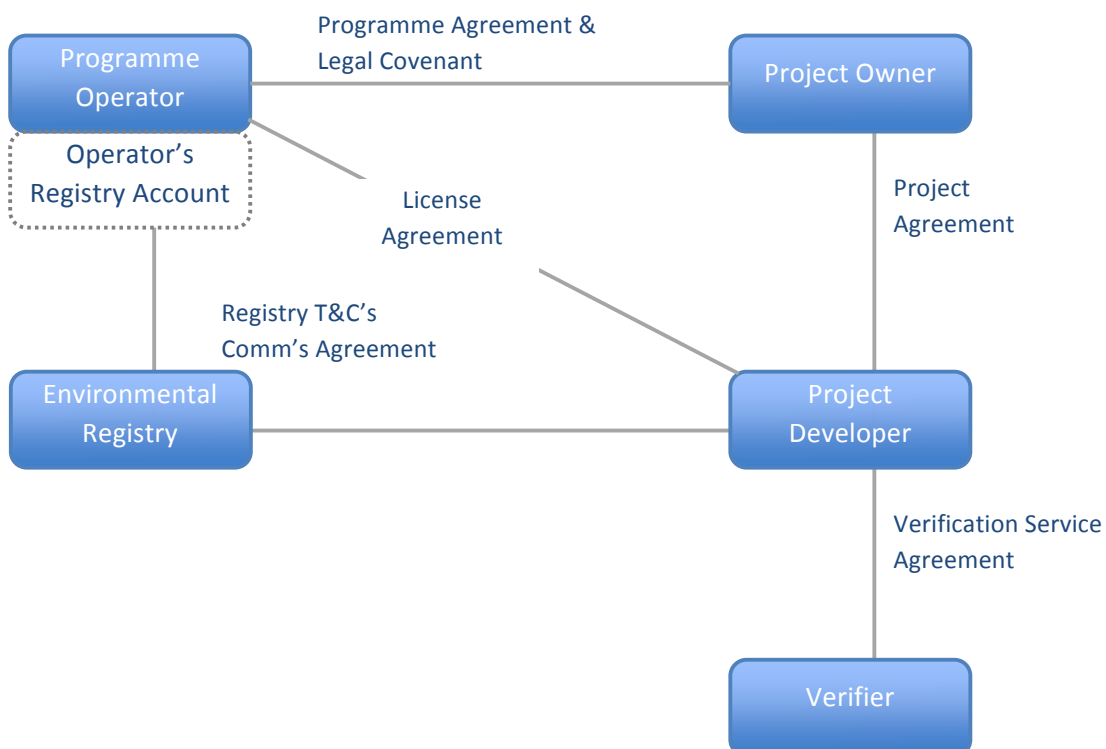 Programme Agreement &
Legal Covenant
Programme
Operator
Project Owner
Operator’s
Registry Account
License
Agreement
Project
Agreement
Registry T&C’s
Comm’s Agreement
Environmental
Registry
Project
Developer
Verification Service
Agreement
Verifier